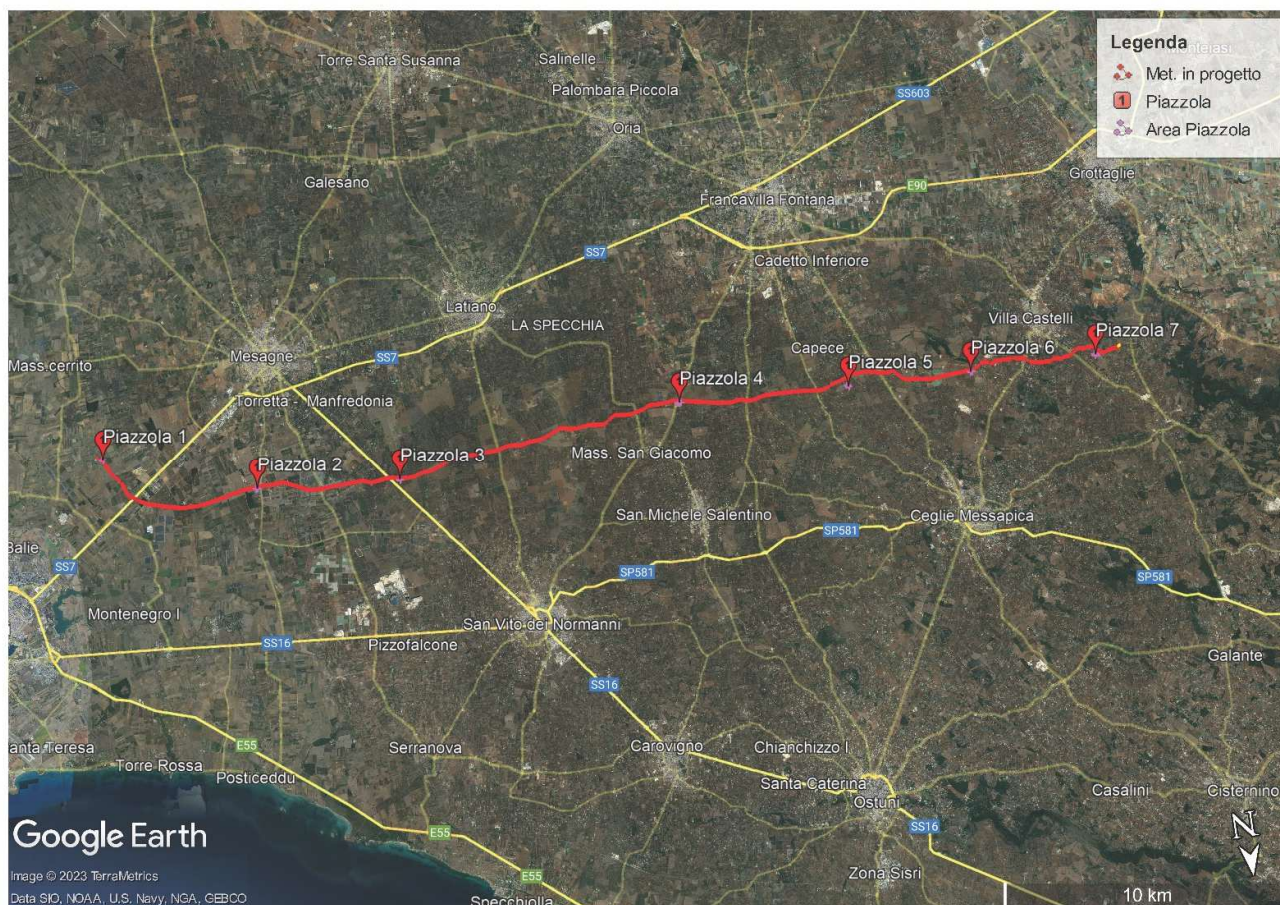 Legenda
Met. in progetto
1
Piazzola
Area Piazzola
Torre Santa Susanna
Salinelle
Palombara Piccola
Oria
SS603
Galesano
Francavilla Fontana
E90
Grottaglie
SS7
Cadetto Inferiore
Latiano
LA SPECCHIA
Villa Castelli
Mesagne
SS7
Capece
Mass cerrito
Piazzola 7
Piazzola 6
Piazzola 5
Piazzola 4
Torretta - Manfredonia
Piazzola 1
Piazzola 2
Piazzola 3
Mass. San Giacomo
San Michele Salentino
Ceglie Messapica
SP581
SP581
SP581
SS7
Montenegro I
San Vito dei Normanni
SS16
Pizzofalcone
Galante
SS16
E55
Serranova
Carovigno
Chianchizzo I
Torre Rossa
Posticeddu
Santa Caterina
Ostuni
Casalini
Cisternino
E55
SS16
Google Earth
N
Image © 2023 TerraMetrics
Data SIO, NOAA, U.S. Navy, NGA, GEBCO
E55
Specchiolla
Zona Sisri
10 km